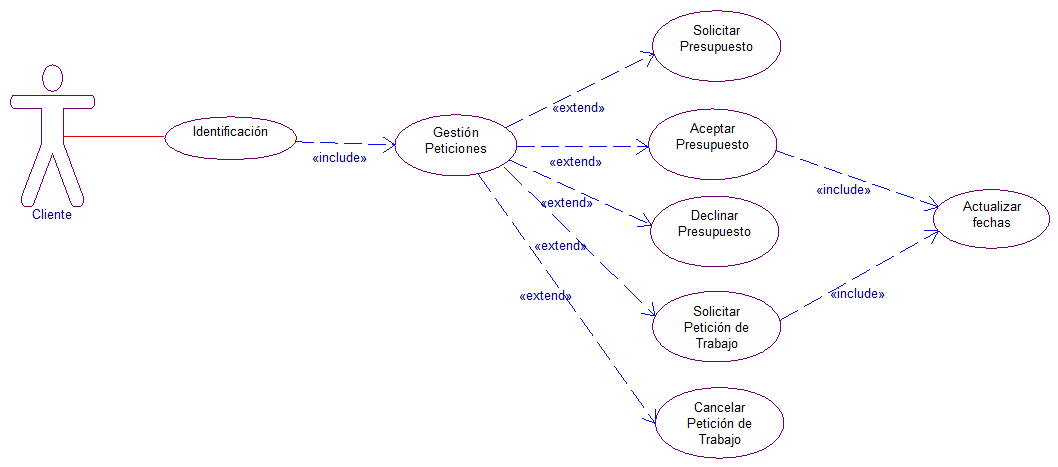 Solicitar
Presupuesto
«extend»
Identificación
«include»
Gestión
Peticiones
Aceptar
Presupuesto
«extend»
«include»
Cliente
«extend»
Declinar
Presupuesto
Actualizar
fechas
«extend»
«extend»
Solicitar
Petición de
Trabajo
«include»
Cancelar
Petición de
Trabajo